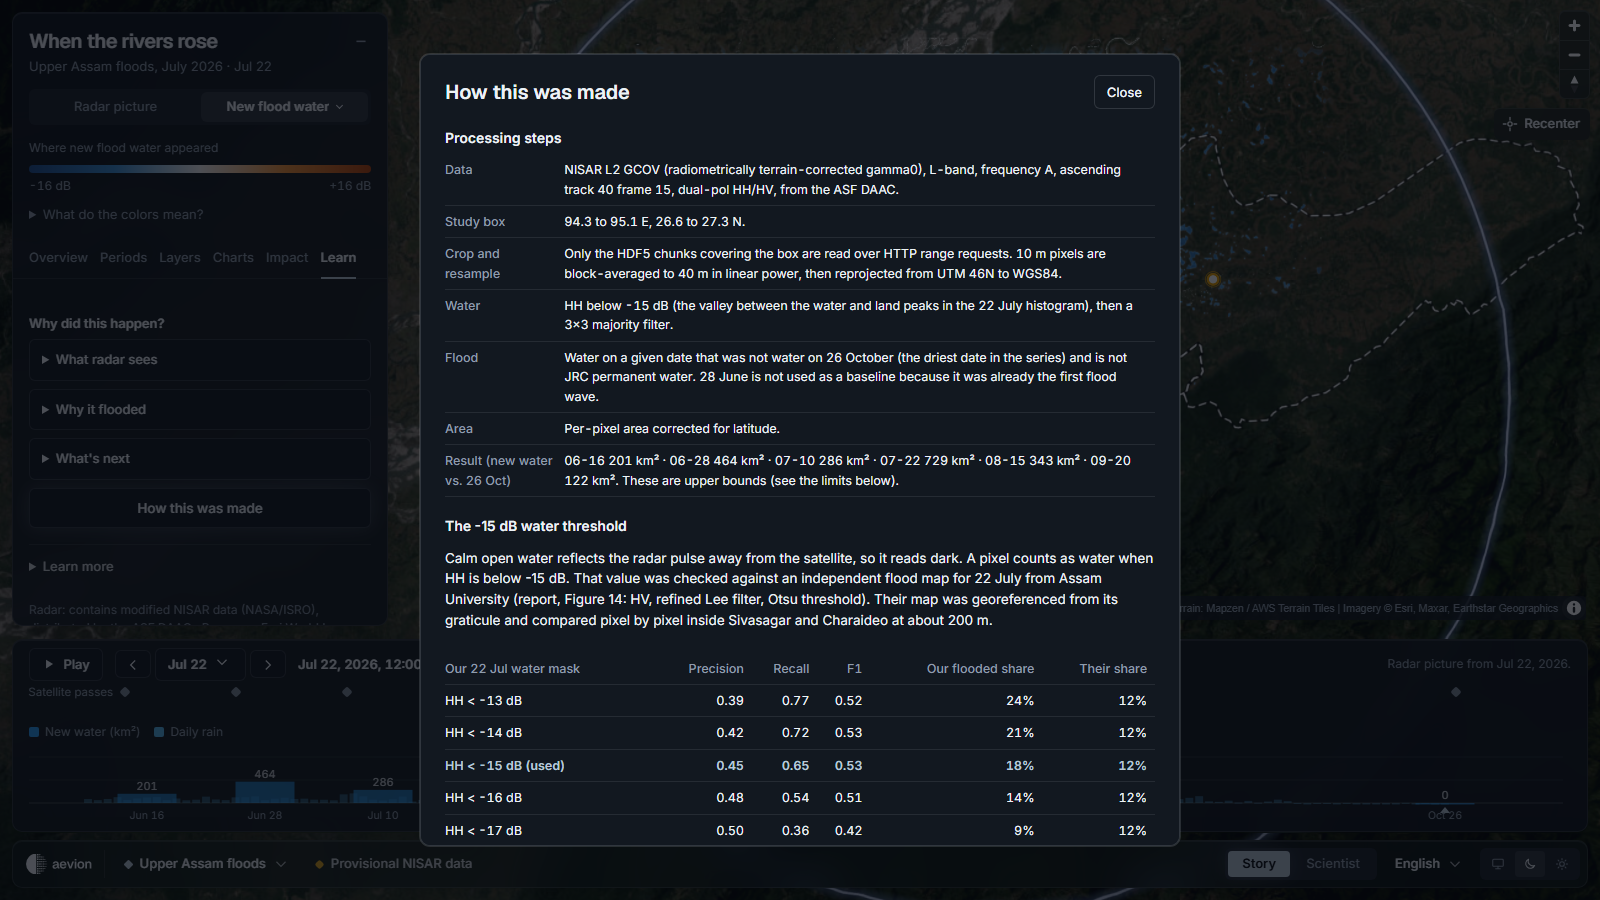 When the rivers rose
Upper Assam floods, July 2026 · Jul 22
Radar picture
New flood water
Where new flood water appeared
-16 dB
+16 dB
What do the colors mean?
Overview
Periods
Layers
Charts
Impact
Learn
Why did this happen?
What radar sees
Why it flooded
What's next
How this was made
Learn more
Radar: contains modified NISAR data (NASA/ISRO),
How this was made
Close
Processing steps
Data
NISAR L2 GCOV (radiometrically terrain-corrected gamma0), L-band, frequency A, ascending
track 40 frame 15, dual-pol HH/HV, from the ASF DAAC.
Study box
94.3 to 95.1 E, 26.6 to 27.3 N.
Crop and
resample
Only the HDF5 chunks covering the box are read over HTTP range requests. 10 m pixels are
block-averaged to 40 m in linear power, then reprojected from UTM 46N to WGS84.
Water
HH below -15 dB (the valley between the water and land peaks in the 22 July histogram), then a
3×3 majority filter.
Flood
Water on a given date that was not water on 26 October (the driest date in the series) and is not
JRC permanent water. 28 June is not used as a baseline because it was already the first flood
wave.
Area
Per-pixel area corrected for latitude.
Result (new water
vs. 26 Oct)
06-16 201 km² · 06-28 464 km² · 07-10 286 km² · 07-22 729 km² · 08-15 343 km² · 09-20
122 km². These are upper bounds (see the limits below).
The -15 dB water threshold
Calm open water reflects the radar pulse away from the satellite, so it reads dark. A pixel counts as water when
HH is below -15 dB. That value was checked against an independent flood map for 22 July from Assam
University (report, Figure 14: HV, refined Lee filter, Otsu threshold). Their map was georeferenced from its
graticule and compared pixel by pixel inside Sivasagar and Charaideo at about 200 m.
Our 22 Jul water mask Precision Recall F1 Our flooded share Their share
HH < -13 dB 0.39 0.77 0.52 24% 12%
HH < -14 dB 0.42 0.72 0.53 21% 12%
HH < -15 dB (used) 0.45 0.65 0.53 18% 12%
HH < -16 dB 0.48 0.54 0.51 14% 12%
HH < -17 dB 0.50 0.36 0.42 9% 12%
Recenter
Terrain Tiles | Imagery © Esri, Maxar, Earthstar Geographics
Play
Jul 22
Jul 22, 2026, 12:00
Radar picture from Jul 22, 2026.
Satellite passes
New water (km²)
Daily rain
201
464
286
0
Jun 16
Jun 28
Jul 10
Oct 26
aevion
Upper Assam floods
Provisional NISAR data
Story
Scientist
English